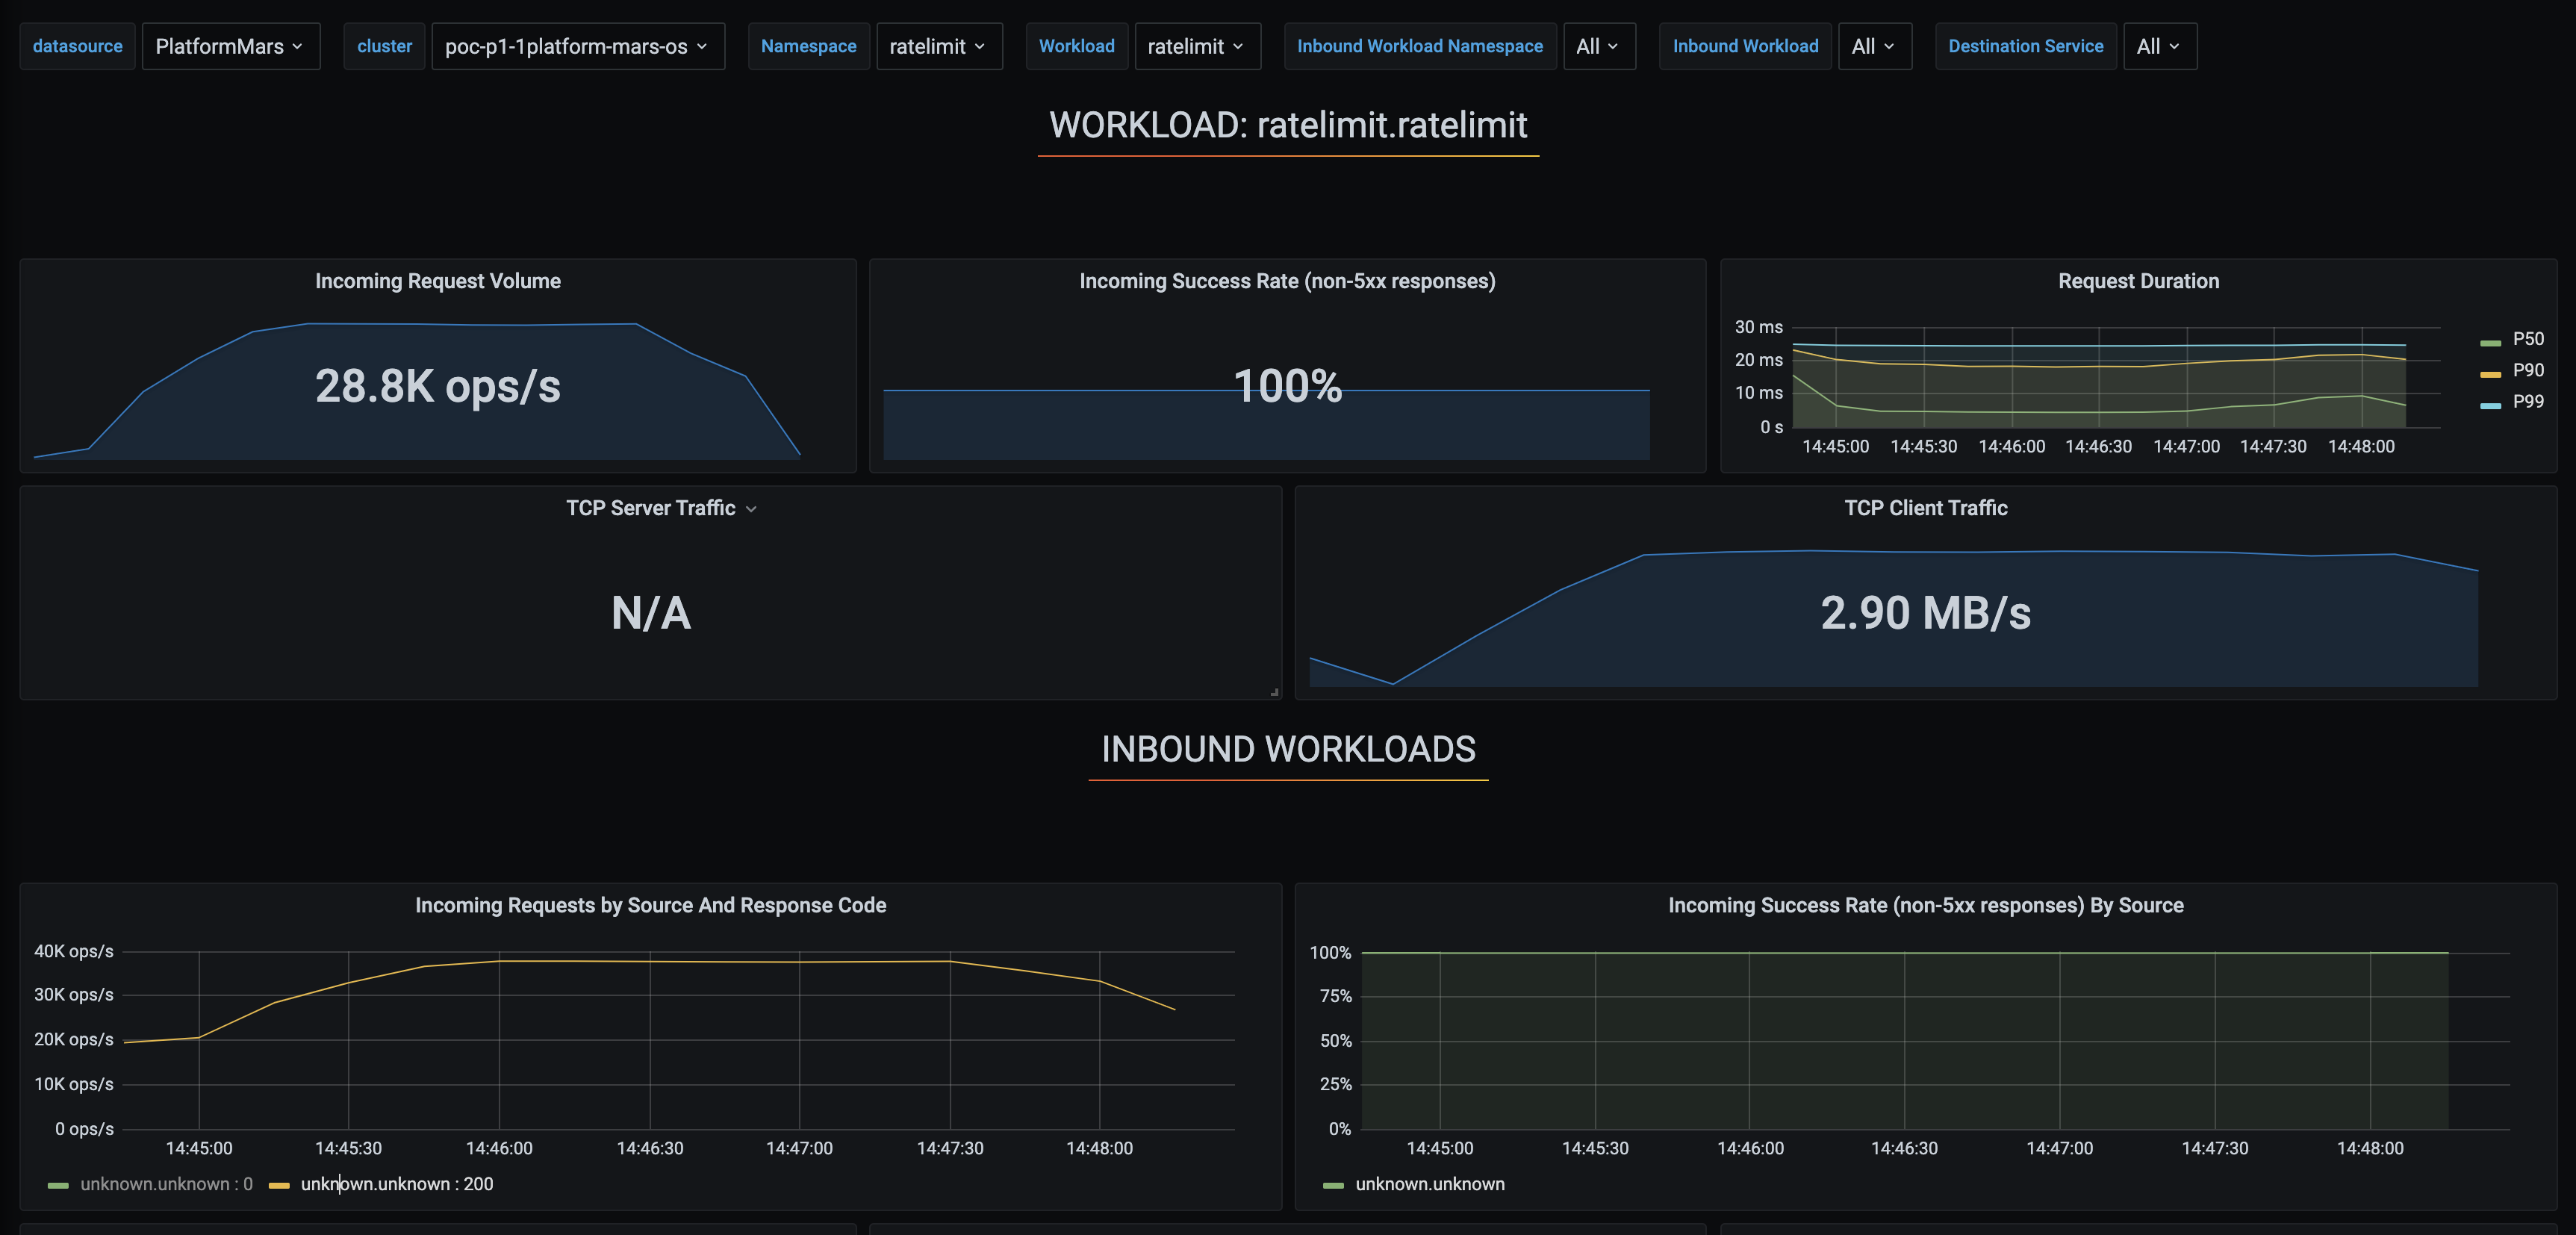 datasource PlatformMars cluster poc-p1-1platform-mars-os Namespace ratelimit Workload ratelimit Inbound Workload Namespace All Inbound Workload All Destination Service All
WORKLOAD: ratelimit.ratelimit
Incoming Request Volume
28.8K ops/s
Incoming Success Rate (non-5xx responses)
100%
Request Duration
30 ms
20 ms
10 ms
0 s
14:45:00 14:45:30 14:46:00 14:46:30 14:47:00 14:47:30 14:48:00
P50
P90
P99
TCP Server Traffic
N/A
TCP Client Traffic
2.90 MB/s
INBOUND WORKLOADS
Incoming Requests by Source And Response Code
40K ops/s
30K ops/s
20K ops/s
10K ops/s
0 ops/s
14:45:00 14:45:30 14:46:00 14:46:30 14:47:00 14:47:30 14:48:00
unknown.unknown : 0 unknown.unknown : 200
Incoming Success Rate (non-5xx responses) By Source
100%
75%
50%
25%
0%
14:45:00 14:45:30 14:46:00 14:46:30 14:47:00 14:47:30 14:48:00
unknown.unknown